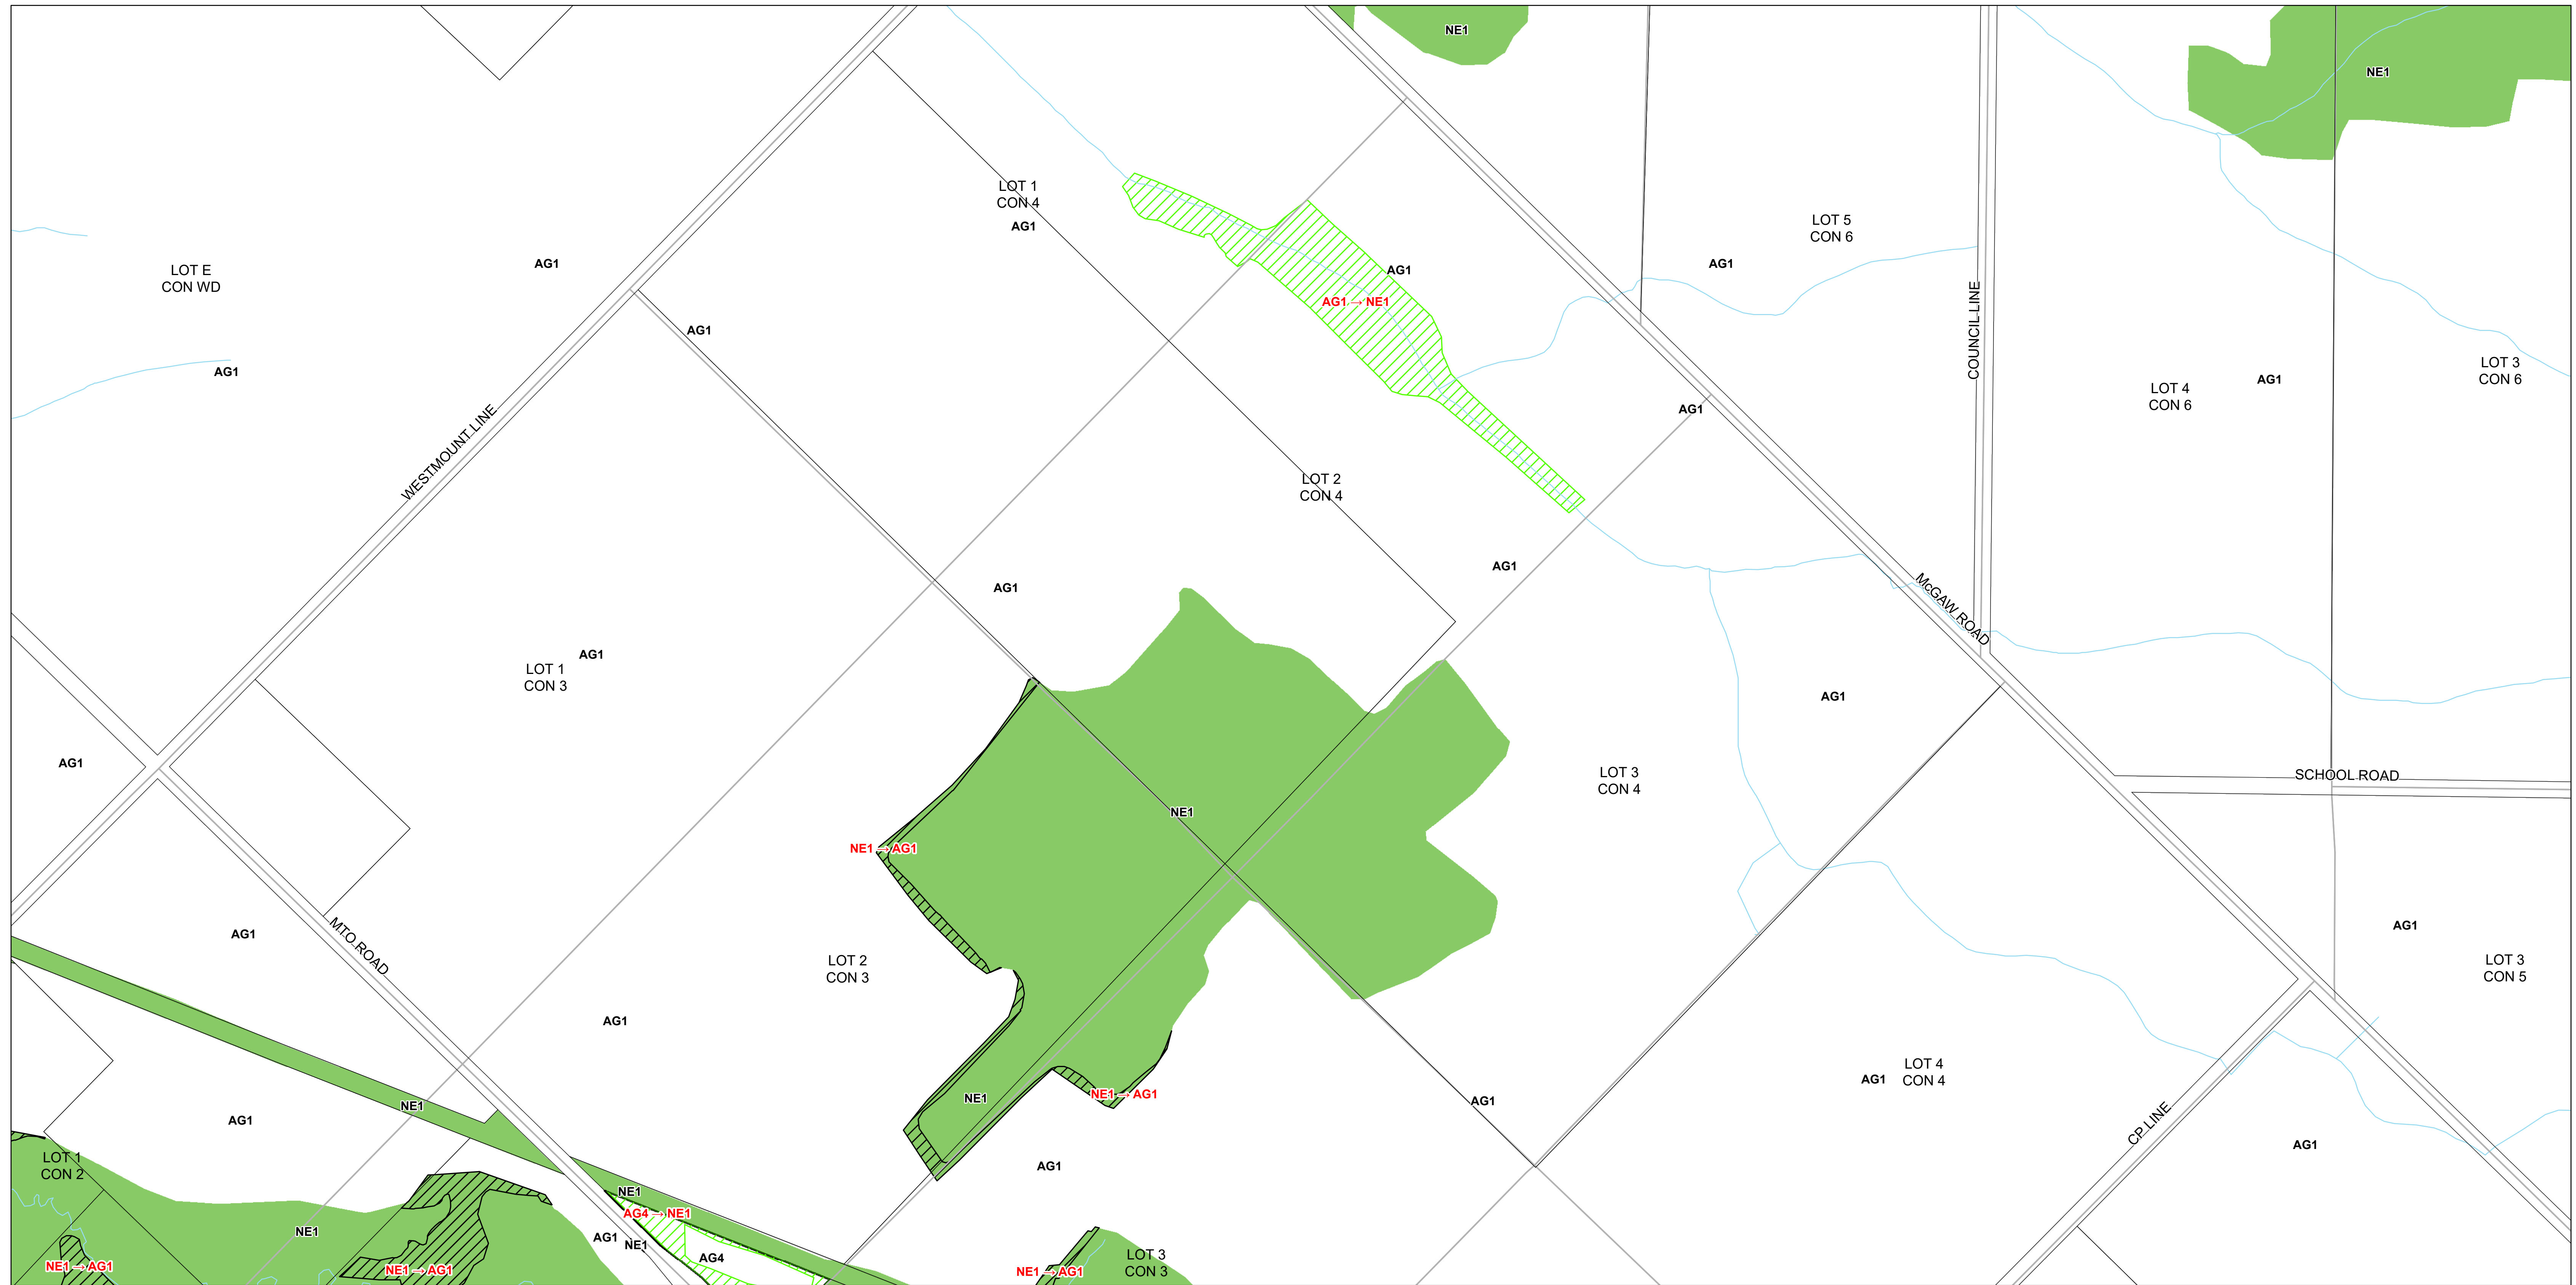 NE1
NE1
LOT 1
CON 4
AG1
LOT 5
CON 6
AG1
AG1
LOT E
CON WD
AG1
AG1 → NE1
AG1
COUNCIL LINE
AG1
LOT 3
CON 6
LOT 4
CON 6
AG1
AG1
WESTMOUNT LINE
LOT 2
CON 4
AG1
AG1
McGAW ROAD
AG1
LOT 1
CON 3
AG1
AG1
LOT 3
CON 4
SCHOOL ROAD
NE1
NE1 → AG1
AG1
MTO ROAD
LOT 2
CON 3
AG1
LOT 3
CON 5
AG1
LOT 4
CON 4
AG1
NE1 → AG1
NE1
AG1
NE1
AG1
CP LINE
AG1
LOT 1
CON 2
AG1
NE1
AG4 → NE1
NE1
AG1
NE1
AG4
LOT 3
CON 3
NE1 → AG1
NE1 → AG1
NE1 → AG1